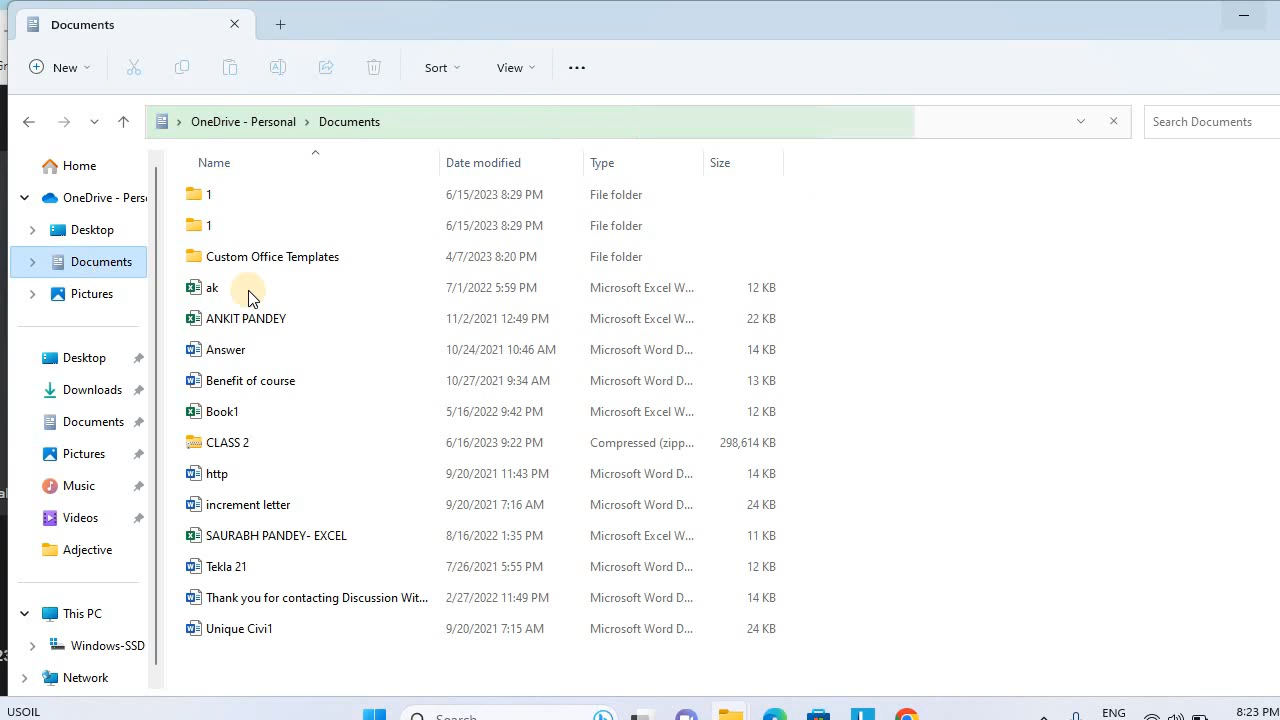 Documents
New Sort View
OneDrive - Personal Documents Search Documents
Name Date modified Type Size
Home
OneDrive - Pers
Desktop
Documents
Pictures
Desktop
Downloads
Documents
Pictures
Music
Videos
Adjective
This PC
Windows-SSD
Network
1 6/15/2023 8:29 PM File folder
1 6/15/2023 8:29 PM File folder
Custom Office Templates 4/7/2023 8:20 PM File folder
ak 7/1/2022 5:59 PM Microsoft Excel W... 12 KB
ANKIT PANDEY 11/2/2021 12:49 PM Microsoft Excel W... 22 KB
Answer 10/24/2021 10:46 AM Microsoft Word D... 14 KB
Benefit of course 10/27/2021 9:34 AM Microsoft Word D... 13 KB
Book1 5/16/2022 9:42 PM Microsoft Excel W... 12 KB
CLASS 2 6/16/2023 9:22 PM Compressed (zipp... 298,614 KB
http 9/20/2021 11:43 PM Microsoft Word D... 14 KB
increment letter 9/20/2021 7:16 AM Microsoft Word D... 24 KB
SAURABH PANDEY- EXCEL 8/16/2022 1:35 PM Microsoft Excel W... 11 KB
Tekla 21 7/26/2021 5:55 PM Microsoft Word D... 12 KB
Thank you for contacting Discussion Wit... 2/27/2022 11:49 PM Microsoft Word D... 14 KB
Unique Civi1 9/20/2021 7:15 AM Microsoft Word D... 24 KB
USOIL Search ENG 8:23 PM